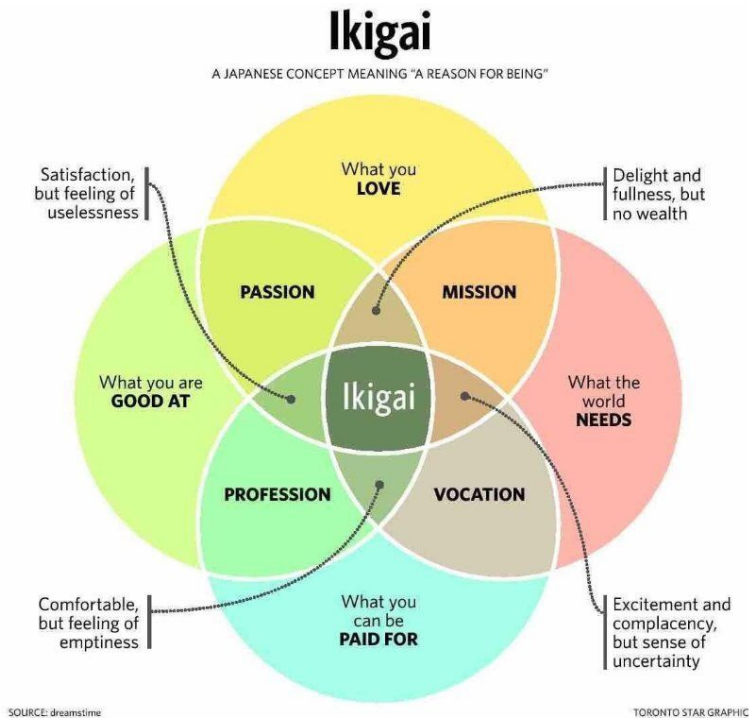 Ikigai
A JAPANESE CONCEPT MEANING "A REASON FOR BEING"
What you
LOVE
Satisfaction,
but feeling of
uselessness
Delight and
fullness, but
no wealth
PASSION
MISSION
What you are
GOOD AT
Ikigai
What the
world
NEEDS
PROFESSION
VOCATION
Comfortable,
but feeling of
emptiness
What you
can be
PAID FOR
Excitement and
complacency,
but sense of
uncertainty
SOURCE: dreamstime
TORONTO STAR GRAPHIC